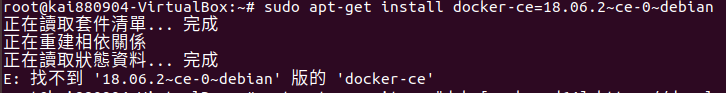 root@kai880904-VirtualBox:~# sudo apt-get install docker-ce=18.06.2~ce-0~debian
正在讀取套件清單... 完成
正在重建相依關係
正在讀取狀態資料... 完成
E: 找不到 '18.06.2~ce-0~debian' 版的 'docker-ce'